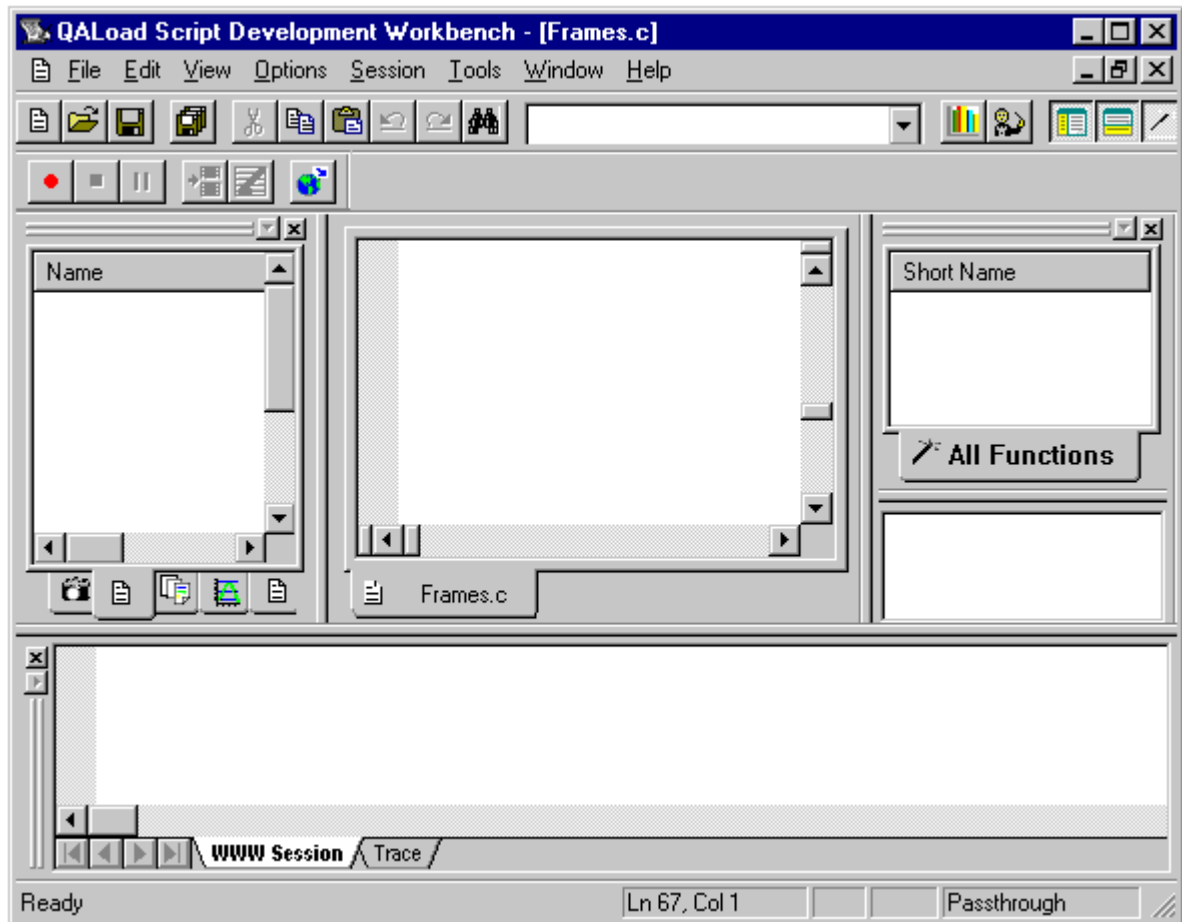 QALoad Script Development Workbench - [Frames.c]
File Edit View Options Session Tools Window Help
Name
Short Name
All Functions
Frames.c
WWW Session Trace
Ready Ln 67, Col 1 Passthrough